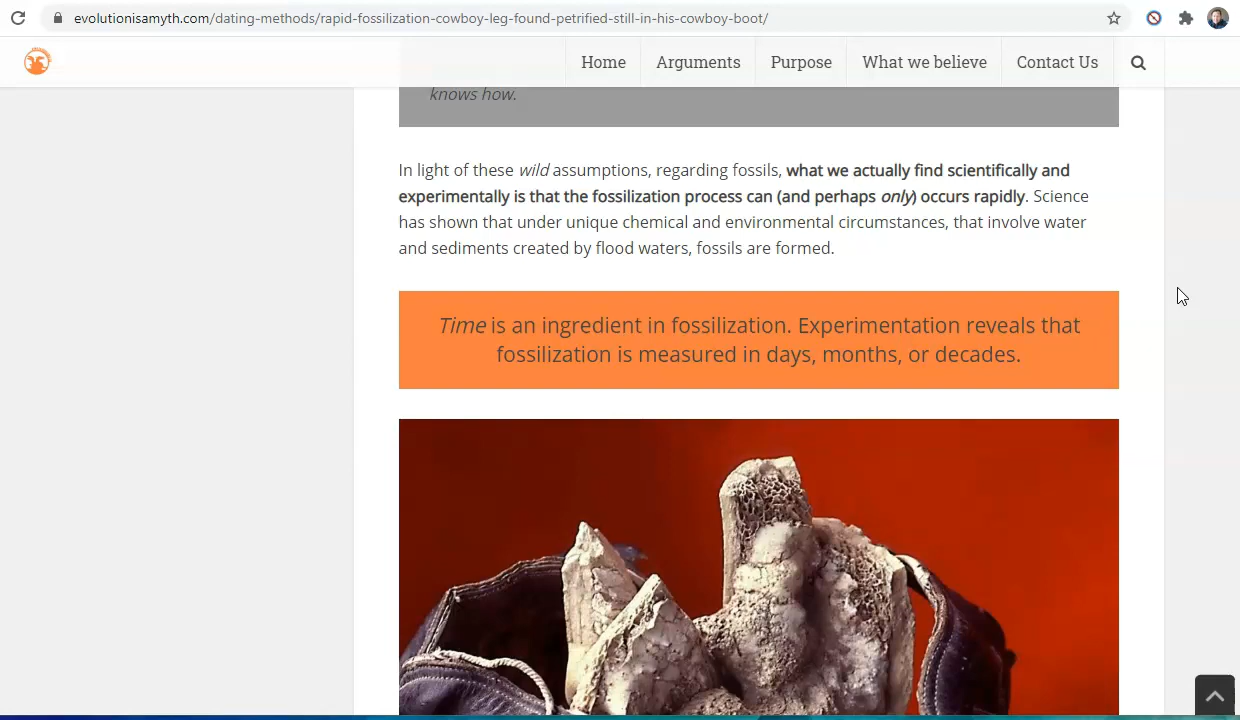 evolutionisamyth.com/dating-methods/rapid-fossilization-cowboy-leg-found-petrified-still-in-his-cowboy-boot/
Home Arguments Purpose What we believe Contact Us
knows how.
In light of these wild assumptions, regarding fossils, what we actually find scientifically and
experimentally is that the fossilization process can (and perhaps only) occurs rapidly. Science
has shown that under unique chemical and environmental circumstances, that involve water
and sediments created by flood waters, fossils are formed.
Time is an ingredient in fossilization. Experimentation reveals that
fossilization is measured in days, months, or decades.